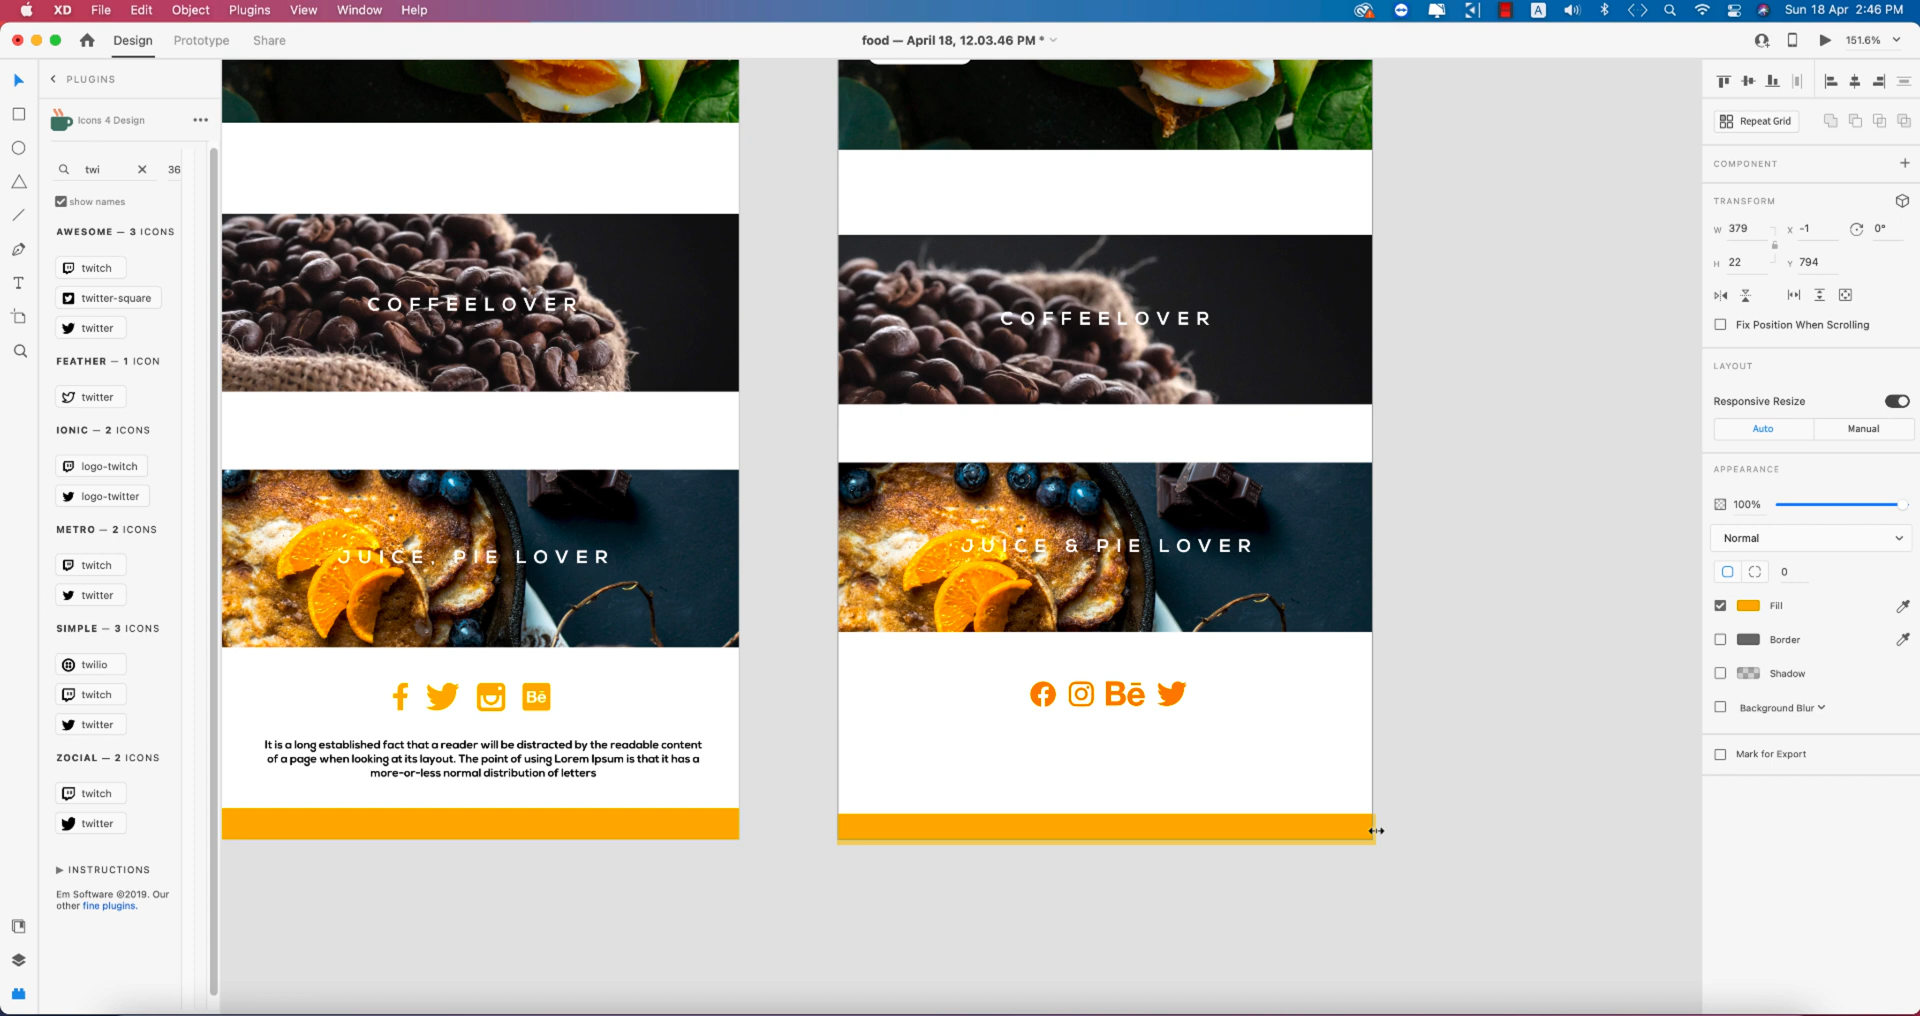 XD File Edit Object Plugins View Window Help
A Sun 18 Apr 2:46 PM
Design Prototype Share
food — April 18, 12.03.46 PM *
151.6%
PLUGINS
Icons 4 Design
twi 36
show names
AWESOME — 3 ICONS
twitch
twitter-square
twitter
FEATHER — 1 ICON
twitter
IONIC — 2 ICONS
logo-twitch
logo-twitter
METRO — 2 ICONS
twitch
twitter
SIMPLE — 3 ICONS
twilio
twitch
twitter
ZOCIAL — 2 ICONS
twitch
twitter
INSTRUCTIONS
Em Software ©2019. Our
other fine plugins.
COFFEELOVER
JUICE, PIE LOVER
Bē
It is a long established fact that a reader will be distracted by the readable content
of a page when looking at its layout. The point of using Lorem Ipsum is that it has a
more-or-less normal distribution of letters
COFFEELOVER
JUICE & PIE LOVER
Bē
Repeat Grid
COMPONENT
TRANSFORM
W 379 X -1 0°
H 22 Y 794
Fix Position When Scrolling
LAYOUT
Responsive Resize
Auto Manual
APPEARANCE
100%
Normal
0
Fill
Border
Shadow
Background Blur
Mark for Export